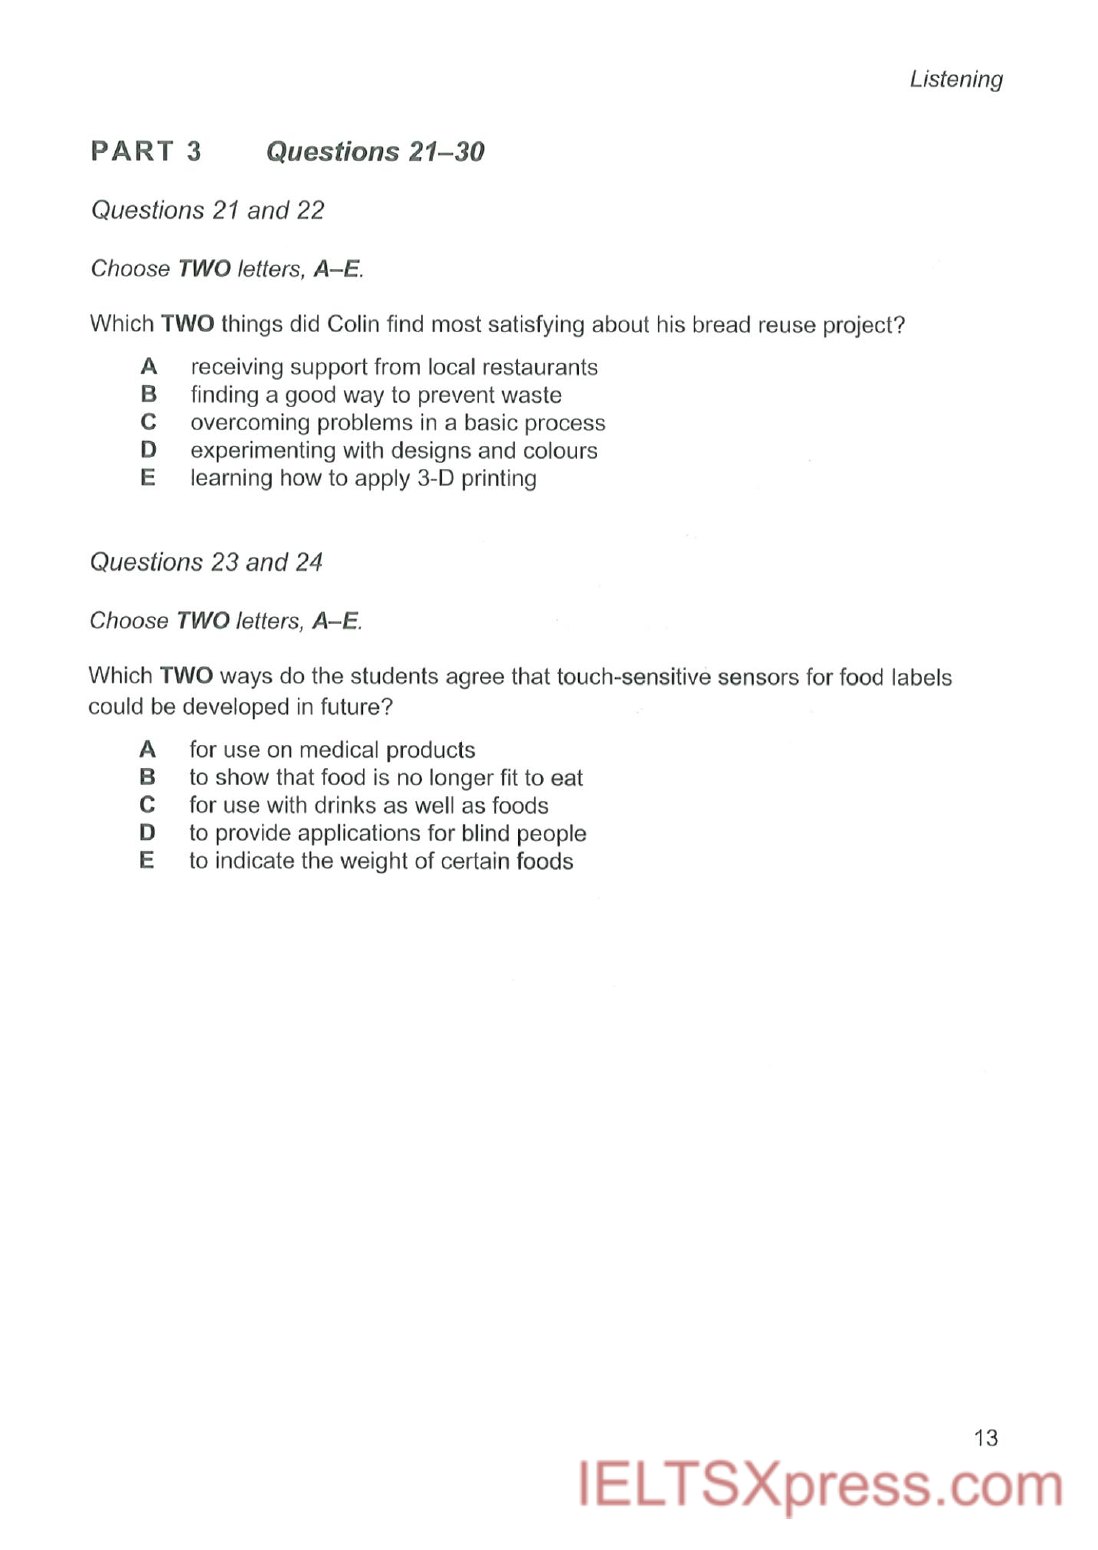 Listening
PART 3 Questions 21–30
Questions 21 and 22
Choose TWO letters, A–E.
Which TWO things did Colin find most satisfying about his bread reuse project?
A receiving support from local restaurants
B finding a good way to prevent waste
C overcoming problems in a basic process
D experimenting with designs and colours
E learning how to apply 3-D printing
Questions 23 and 24
Choose TWO letters, A–E.
Which TWO ways do the students agree that touch-sensitive sensors for food labels
could be developed in future?
A for use on medical products
B to show that food is no longer fit to eat
C for use with drinks as well as foods
D to provide applications for blind people
E to indicate the weight of certain foods
13
IELTSXpress.com